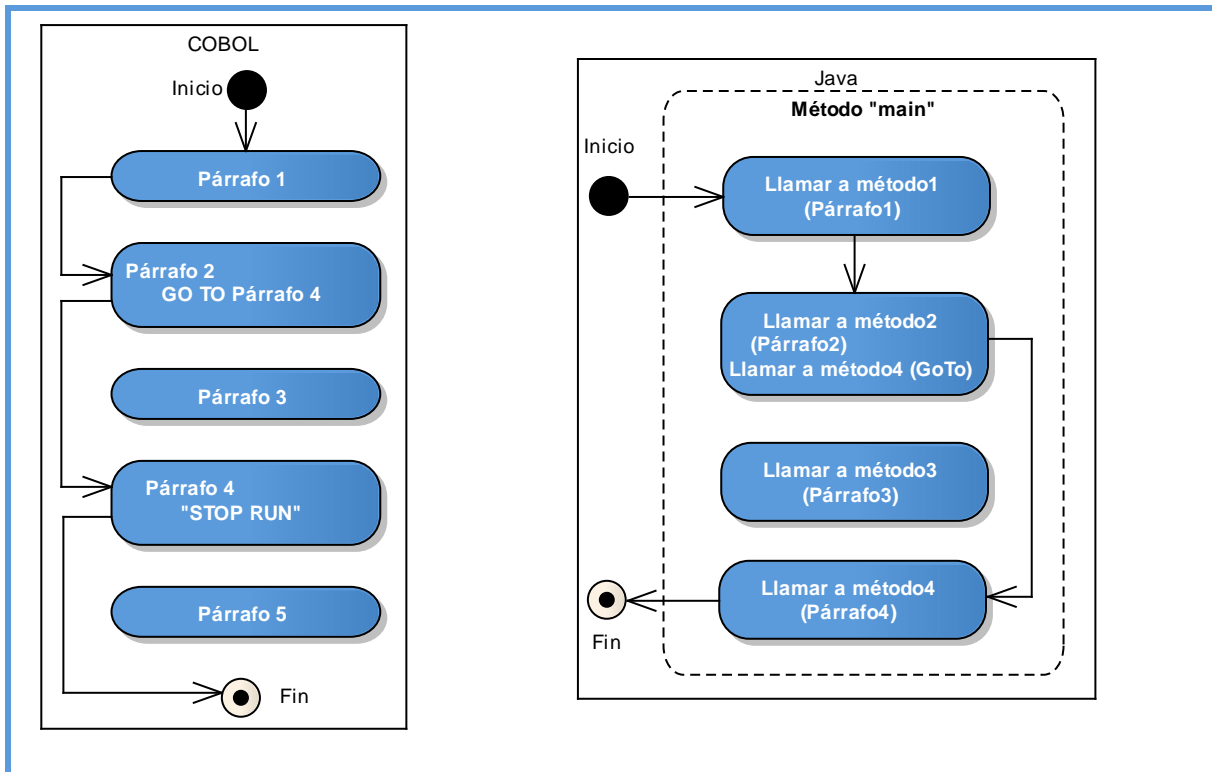 COBOL
Inicio
Párrafo 1
Párrafo 2
GO TO Párrafo 4
Párrafo 3
Párrafo 4
"STOP RUN"
Párrafo 5
Fin
Java
Método "main"
Inicio
Llamar a método1
(Párrafo1)
Llamar a método2
(Párrafo2)
Llamar a método4 (GoTo)
Llamar a método3
(Párrafo3)
Llamar a método4
(Párrafo4)
Fin